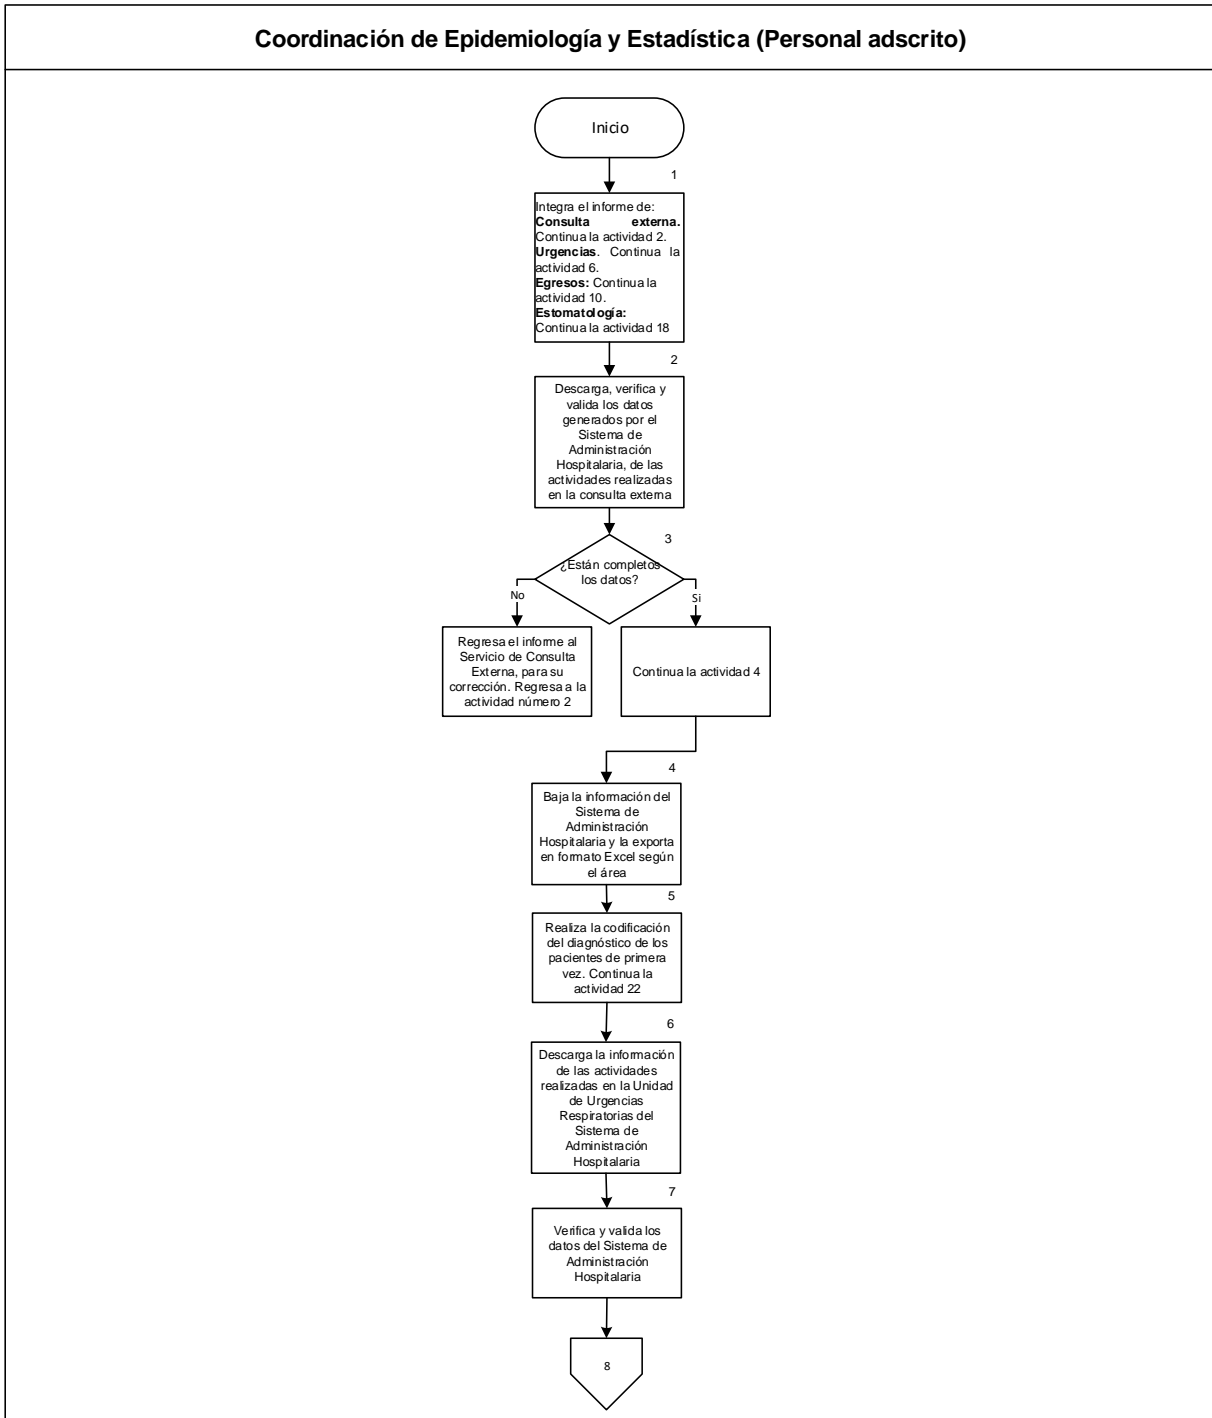 Coordinación de Epidemiología y Estadística (Personal adscrito)
Inicio
1
Integra el informe de:
Consulta externa.
Continua la actividad 2.
Urgencias. Continua la
actividad 6.
Egresos: Continua la
actividad 10.
Estomatología:
Continua la actividad 18
2
Descarga, verifica y
valida los datos
generados por el
Sistema de
Administración
Hospitalaria, de las
actividades realizadas
en la consulta externa
3
¿Están completos
los datos?
No
Si
Regresa el informe al
Servicio de Consulta
Externa, para su
corrección. Regresa a la
actividad número 2
Continua la actividad 4
4
Baja la información del
Sistema de
Administración
Hospitalaria y la exporta
en formato Excel según
el área
5
Realiza la codificación
del diagnóstico de los
pacientes de primera
vez. Continua la
actividad 22
6
Descarga la información
de las actividades
realizadas en la Unidad
de Urgencias
Respiratorias del
Sistema de
Administración
Hospitalaria
7
Verifica y valida los
datos del Sistema de
Administración
Hospitalaria
8